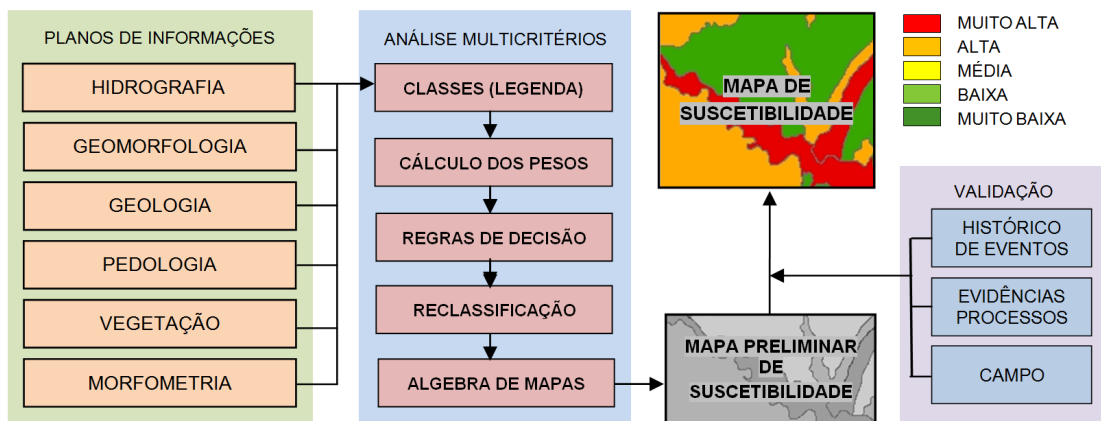 PLANOS DE INFORMAÇÕES
HIDROGRAFIA
GEOMORFOLOGIA
GEOLOGIA
PEDOLOGIA
VEGETAÇÃO
MORFOMETRIA
ANÁLISE MULTICRITÉRIOS
CLASSES (LEGENDA)
CÁLCULO DOS PESOS
REGRAS DE DECISÃO
RECLASSIFICAÇÃO
ALGEBRA DE MAPAS
MAPA DE
SUSCETIBILIDADE
MAPA PRELIMINAR
DE
SUSCETIBILIDADE
MUITO ALTA
ALTA
MÉDIA
BAIXA
MUITO BAIXA
VALIDAÇÃO
HISTÓRICO
DE EVENTOS
EVIDÊNCIAS
PROCESSOS
CAMPO